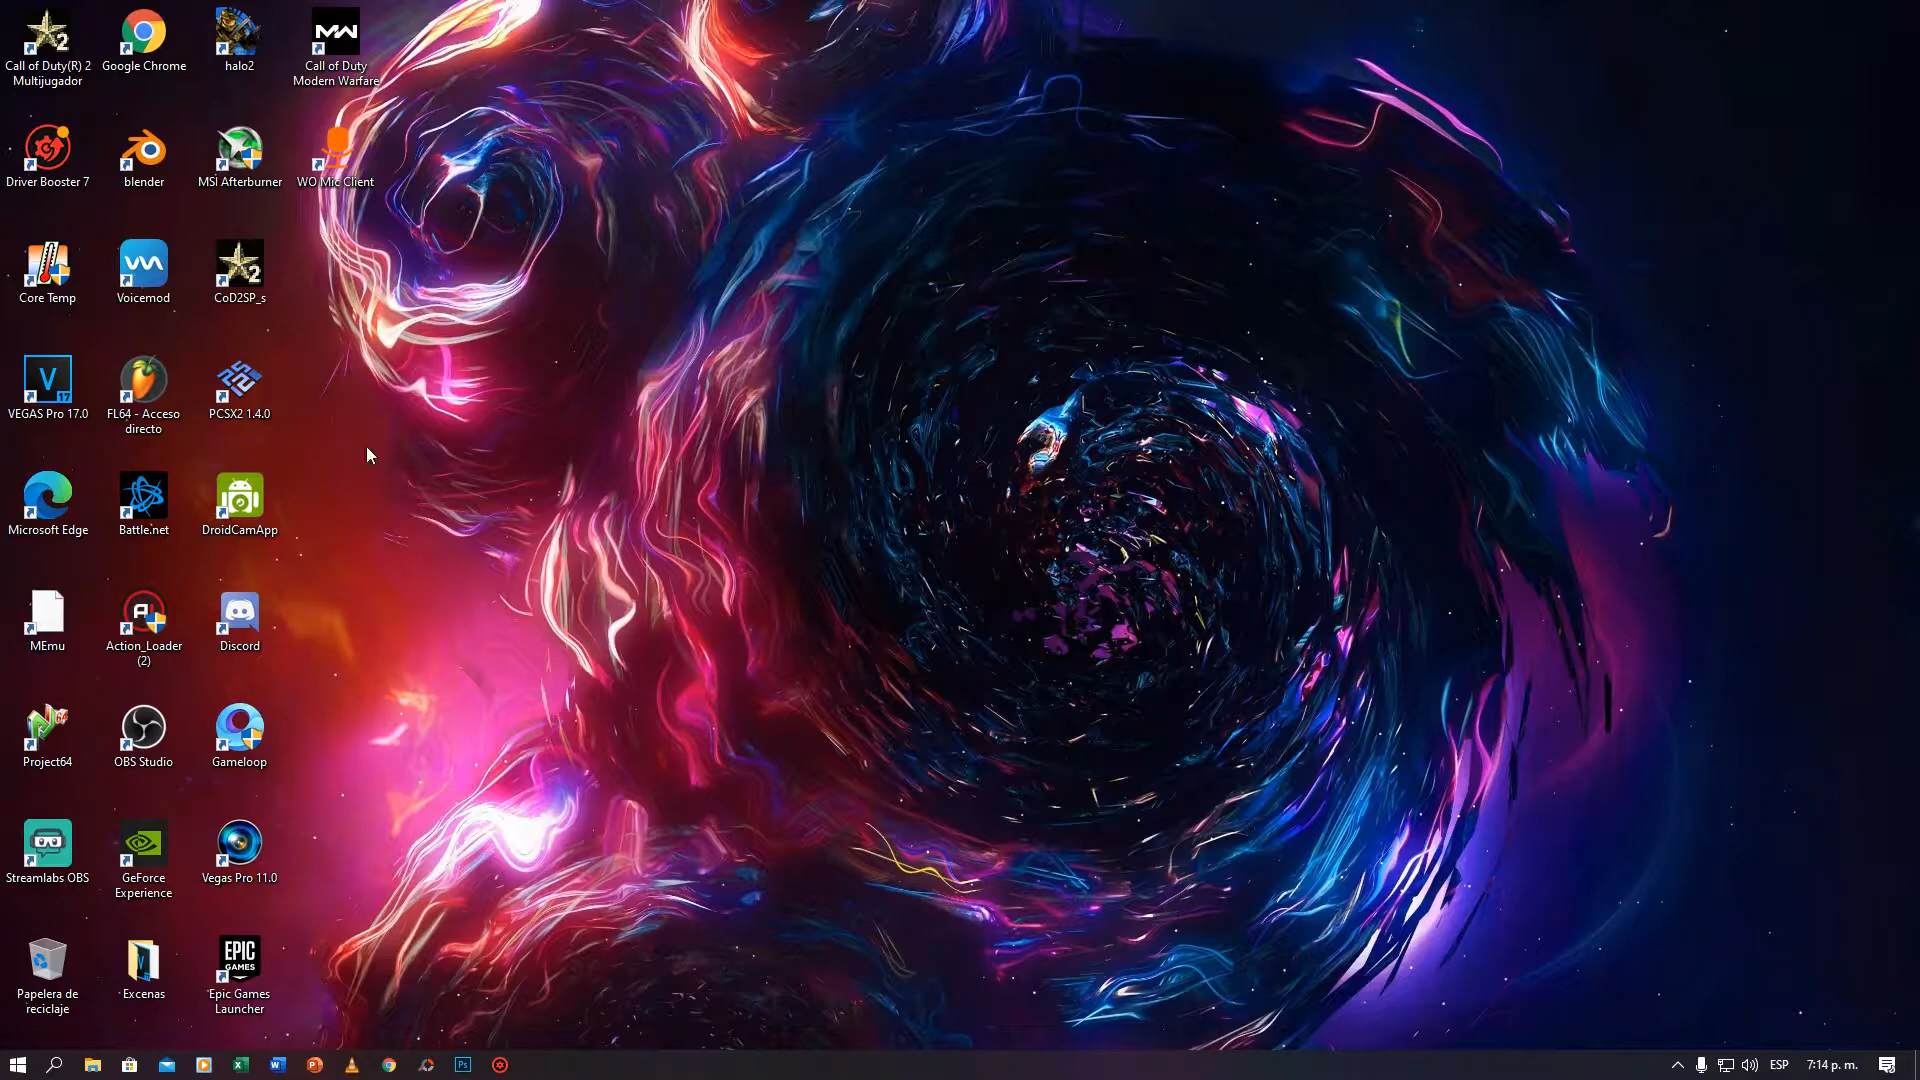 Call of Duty(R) 2
Multijugador
Google Chrome
halo2
Call of Duty
Modern Warfare
Driver Booster 7
blender
MSI Afterburner
WO Mic Client
Core Temp
Voicemod
CoD2SP_s
VEGAS Pro 17.0
FL64 - Acceso
directo
PCSX2 1.4.0
Microsoft Edge
Battle.net
DroidCamApp
MEmu
Action_Loader
(2)
Discord
Project64
OBS Studio
Gameloop
Streamlabs OBS
GeForce
Experience
Vegas Pro 11.0
EPIC
GAMES
Papelera de
reciclaje
Excenas
Epic Games
Launcher
ESP
7:14 p. m.